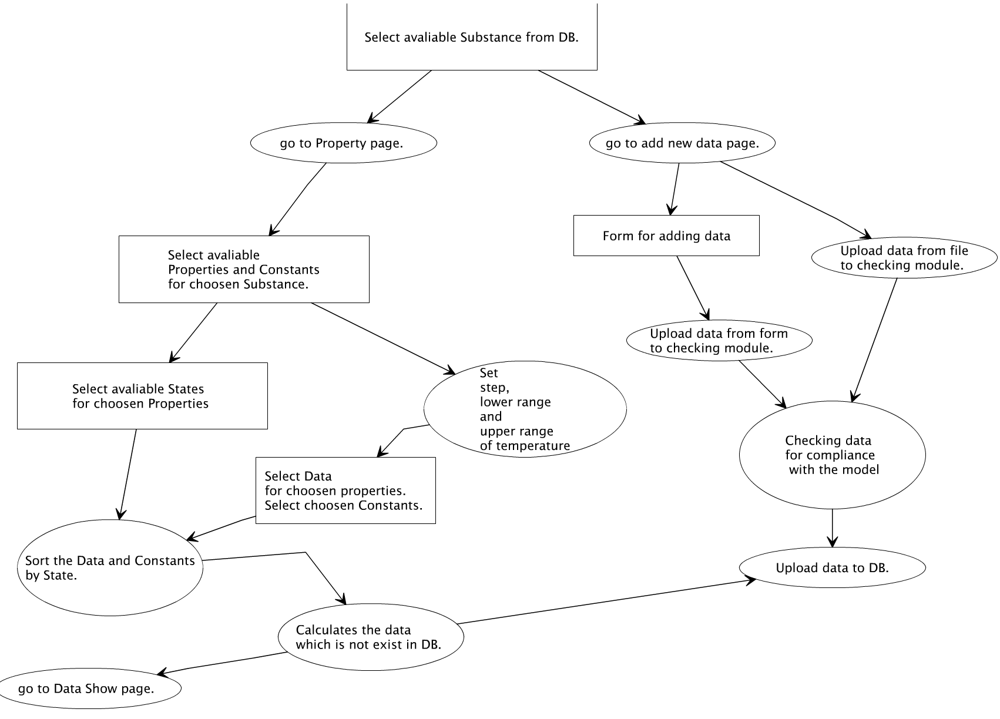 Select avaliable Substance from DB.
go to Property page.
go to add new data page.
Select avaliable
Properties and Constants
for choosen Substance.
Form for adding data
Upload data from file
to checking module.
Upload data from form
to checking module.
Select avaliable States
for choosen Properties
Set
step,
lower range
and
upper range
of temperature
Select Data
for choosen properties.
Select choosen Constants.
Checking data
for compliance
with the model
Sort the Data and Constants
by State.
Upload data to DB.
Calculates the data
which is not exist in DB.
go to Data Show page.